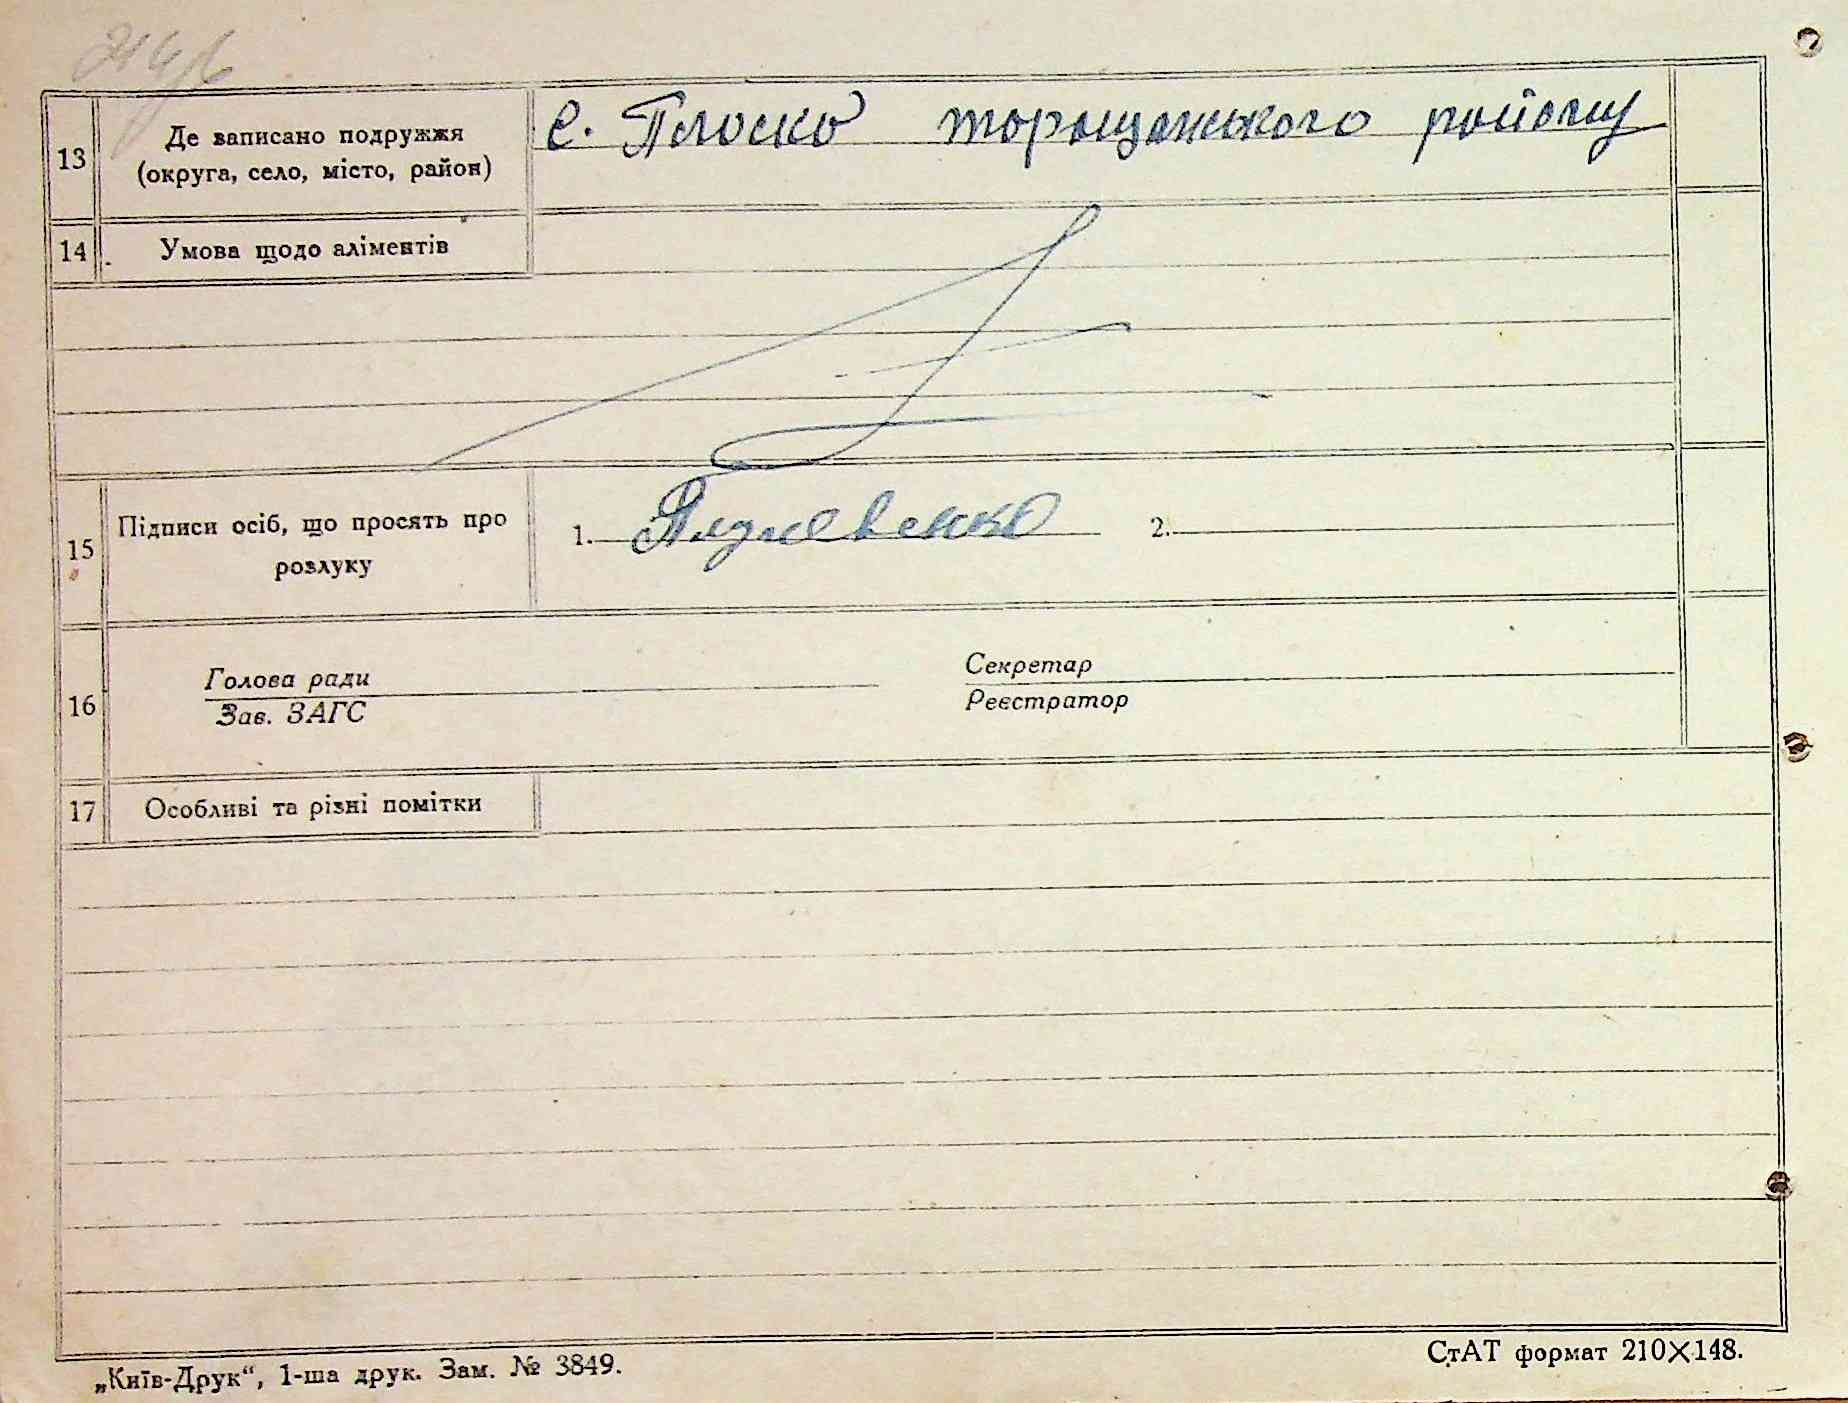 13 Де записано подружжя с. Плоско торощанського району
(округа, село, місто, район)
14 Умова щодо аліментів
15 Підписи осіб, що просять про розлуку 1. 2.
16 Голова ради Секретар
Зав. ЗАГС Реєстратор
17 Особливі та різні помітки
„Київ-Друк“, 1-ша друк. Зам. № 3849. СтАТ формат 210×148.